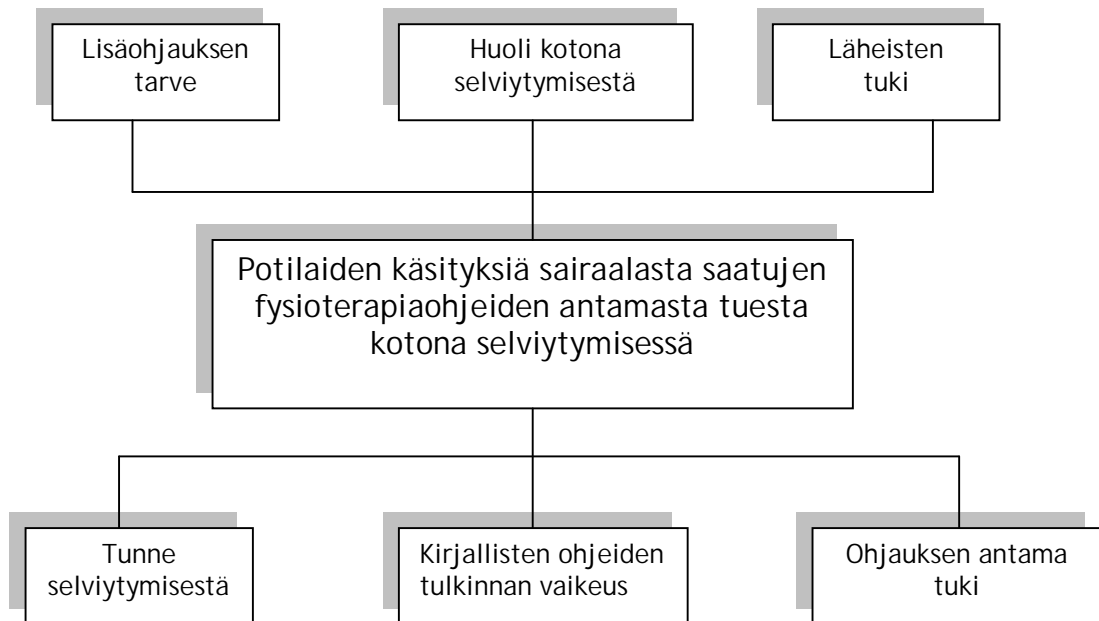 Lisäohjauksen
tarve
Huoli kotona
selviytymisestä
Läheisten
tuki
Potilaiden käsityksiä sairaalasta saatujen
fysioterapiaohjeiden antamasta tuesta
kotona selviytymisessä
Tunne
selviytymisestä
Kirjallisten ohjeiden
tulkinnan vaikeus
Ohjauksen antama
tuki